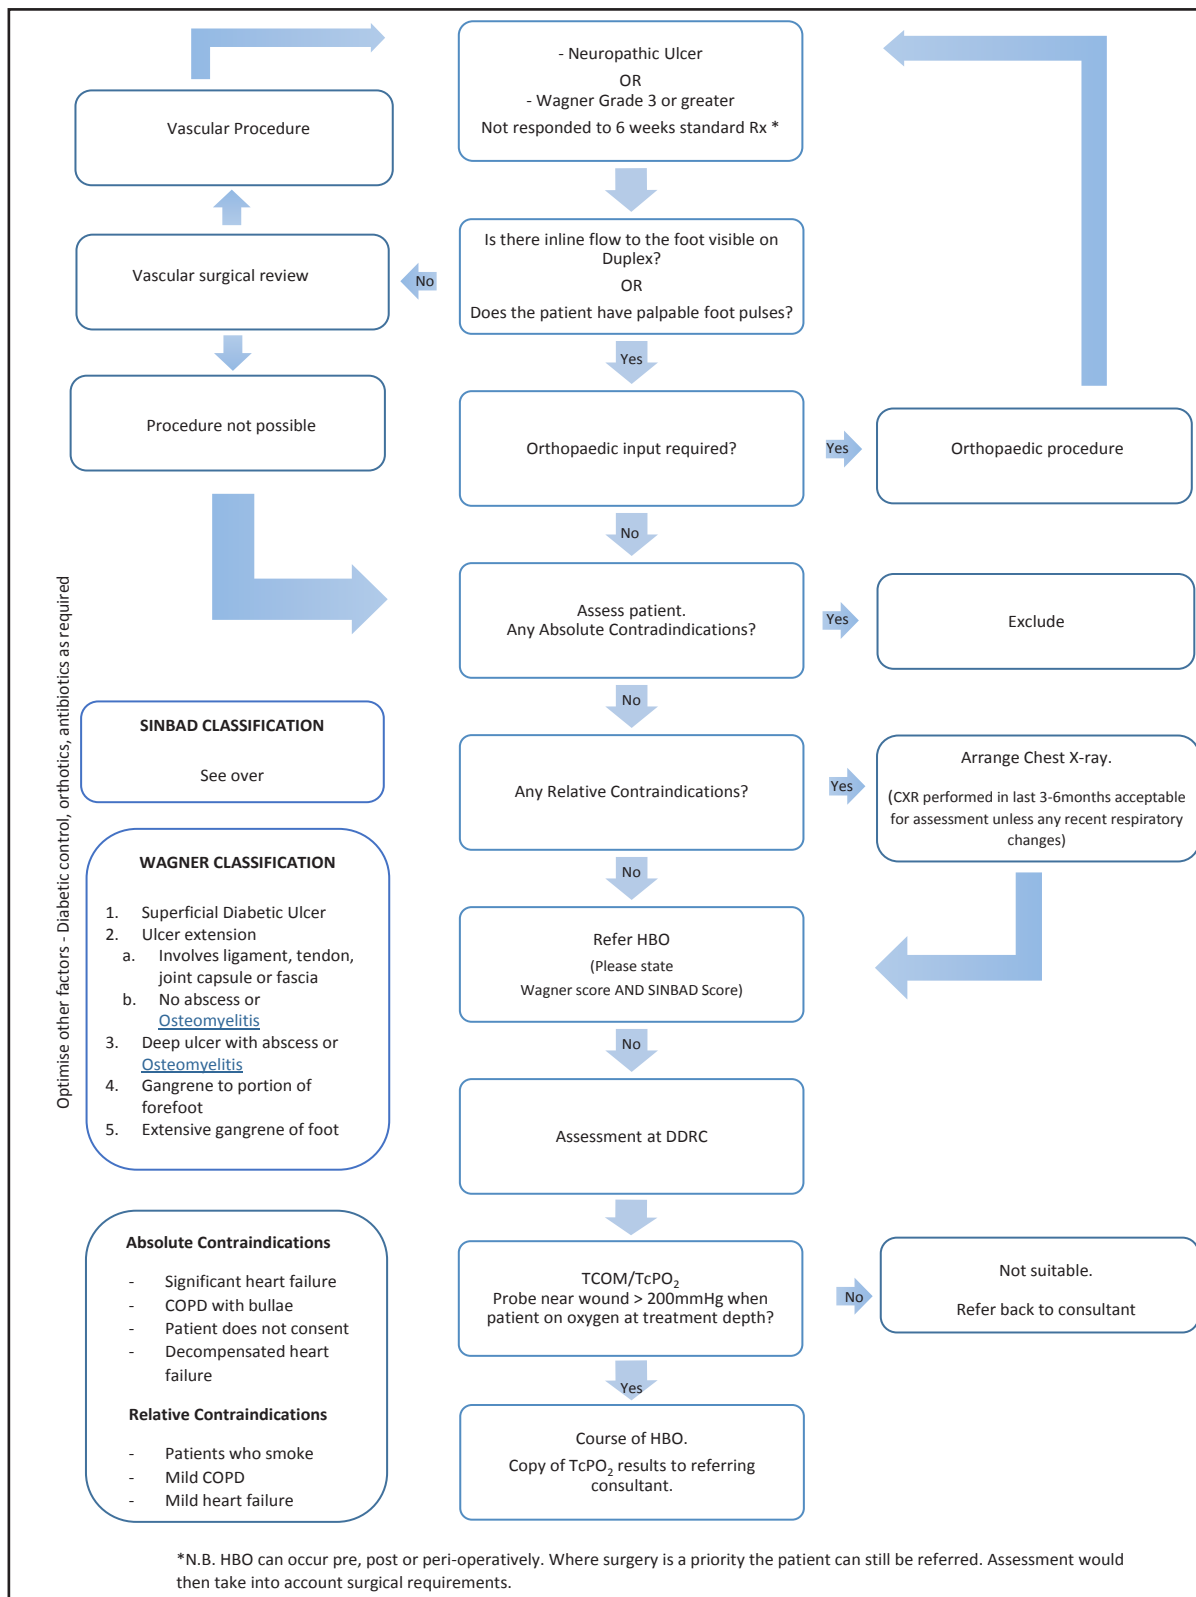 - Neuropathic Ulcer
OR
- Wagner Grade 3 or greater
Not responded to 6 weeks standard Rx *
Vascular Procedure
Is there inline flow to the foot visible on
Duplex?
OR
Does the patient have palpable foot pulses?
No
Vascular surgical review
Yes
Procedure not possible
Orthopaedic input required?
Yes
Orthopaedic procedure
No
Assess patient.
Any Absolute Contradindications?
Yes
Exclude
No
Optimise other factors - Diabetic control, orthotics, antibiotics as required
SINBAD CLASSIFICATION
See over
Any Relative Contraindications?
Yes
Arrange Chest X-ray.
(CXR performed in last 3-6months acceptable
for assessment unless any recent respiratory
changes)
No
WAGNER CLASSIFICATION
1. Superficial Diabetic Ulcer
2. Ulcer extension
a. Involves ligament, tendon,
joint capsule or fascia
b. No abscess or
Osteomyelitis
3. Deep ulcer with abscess or
Osteomyelitis
4. Gangrene to portion of
forefoot
5. Extensive gangrene of foot
Refer HBO
(Please state
Wagner score AND SINBAD Score)
No
Assessment at DDRC
Absolute Contraindications
- Significant heart failure
- COPD with bullae
- Patient does not consent
- Decompensated heart
failure
Relative Contraindications
- Patients who smoke
- Mild COPD
- Mild heart failure
TCOM/TcPO₂
Probe near wound > 200mmHg when
patient on oxygen at treatment depth?
No
Not suitable.
Refer back to consultant
Yes
Course of HBO.
Copy of TcPO₂ results to referring
consultant.
*N.B. HBO can occur pre, post or peri-operatively. Where surgery is a priority the patient can still be referred. Assessment would
then take into account surgical requirements.